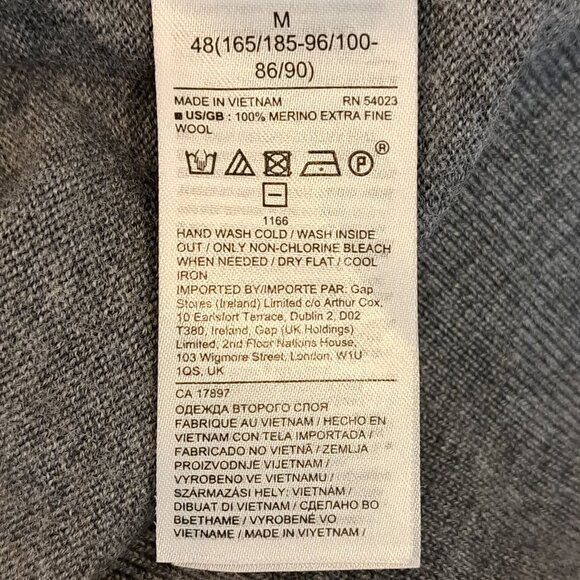 M
48(165/185-96/100-
86/90)
MADE IN VIETNAM RN 54023
■ US/GB : 100% MERINO EXTRA FINE
WOOL
P ®
1166
HAND WASH COLD / WASH INSIDE
OUT / ONLY NON-CHLORINE BLEACH
WHEN NEEDED / DRY FLAT / COOL
IRON
IMPORTED BY/IMPORTE PAR: Gap
Stores (Ireland) Limited c/o Arthur Cox,
10 Earlsfort Terrace, Dublin 2, D02
T380, Ireland, Gap (UK Holdings)
Limited, 2nd Floor Nations House,
103 Wigmore Street, London, W1U
1QS, UK
CA 17897
ОДЕЖДА ВТОРОГО СЛОЯ
FABRIQUE AU VIETNAM / HECHO EN
VIETNAM CON TELA IMPORTADA /
FABRICADO NO VIETNÃ / ZEMLJA
PROIZVODNJE VIJETNAM /
VYROBENO VE VIETNAMU /
SZÁRMAZÁSI HELY: VIETNÁM /
DIBUAT DI VIETNAM / СДЕЛАНО ВО
ВЬЕТНАМЕ / VYROBENÉ VO
VIETNAME / MADE IN VIYETNAM /